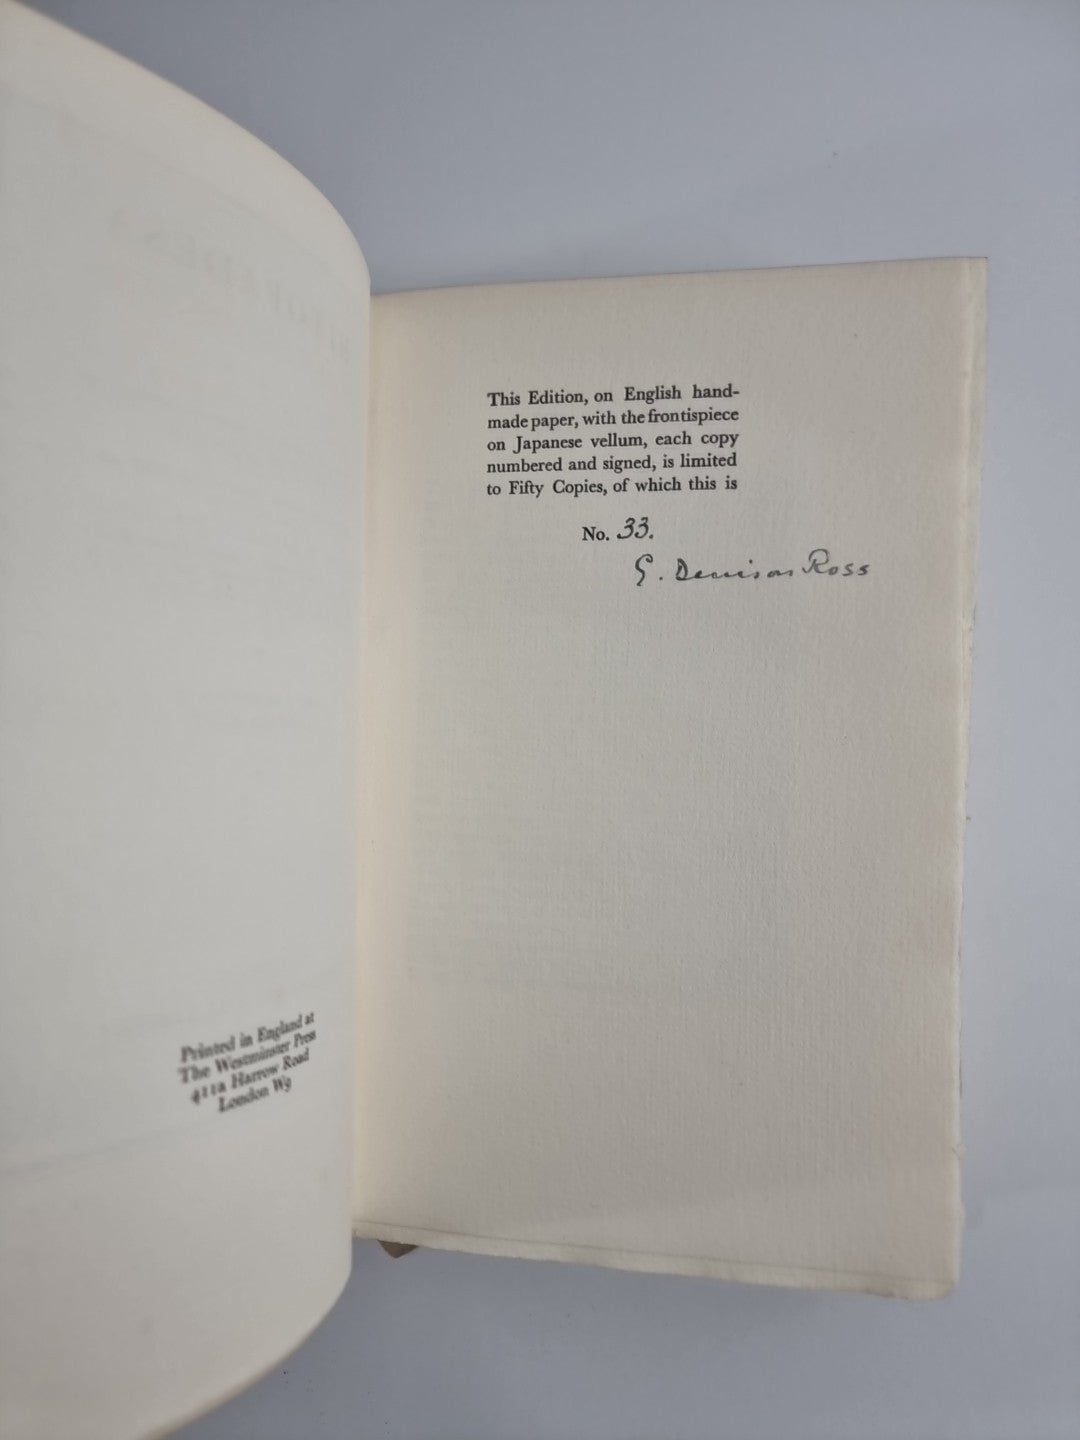 Printed in England at
The Westminster Press
411a Harrow Road
London W9
This Edition, on English hand-
made paper, with the frontispiece
on Japanese vellum, each copy
numbered and signed, is limited
to Fifty Copies, of which this is
No. 33.
E. Denison Ross